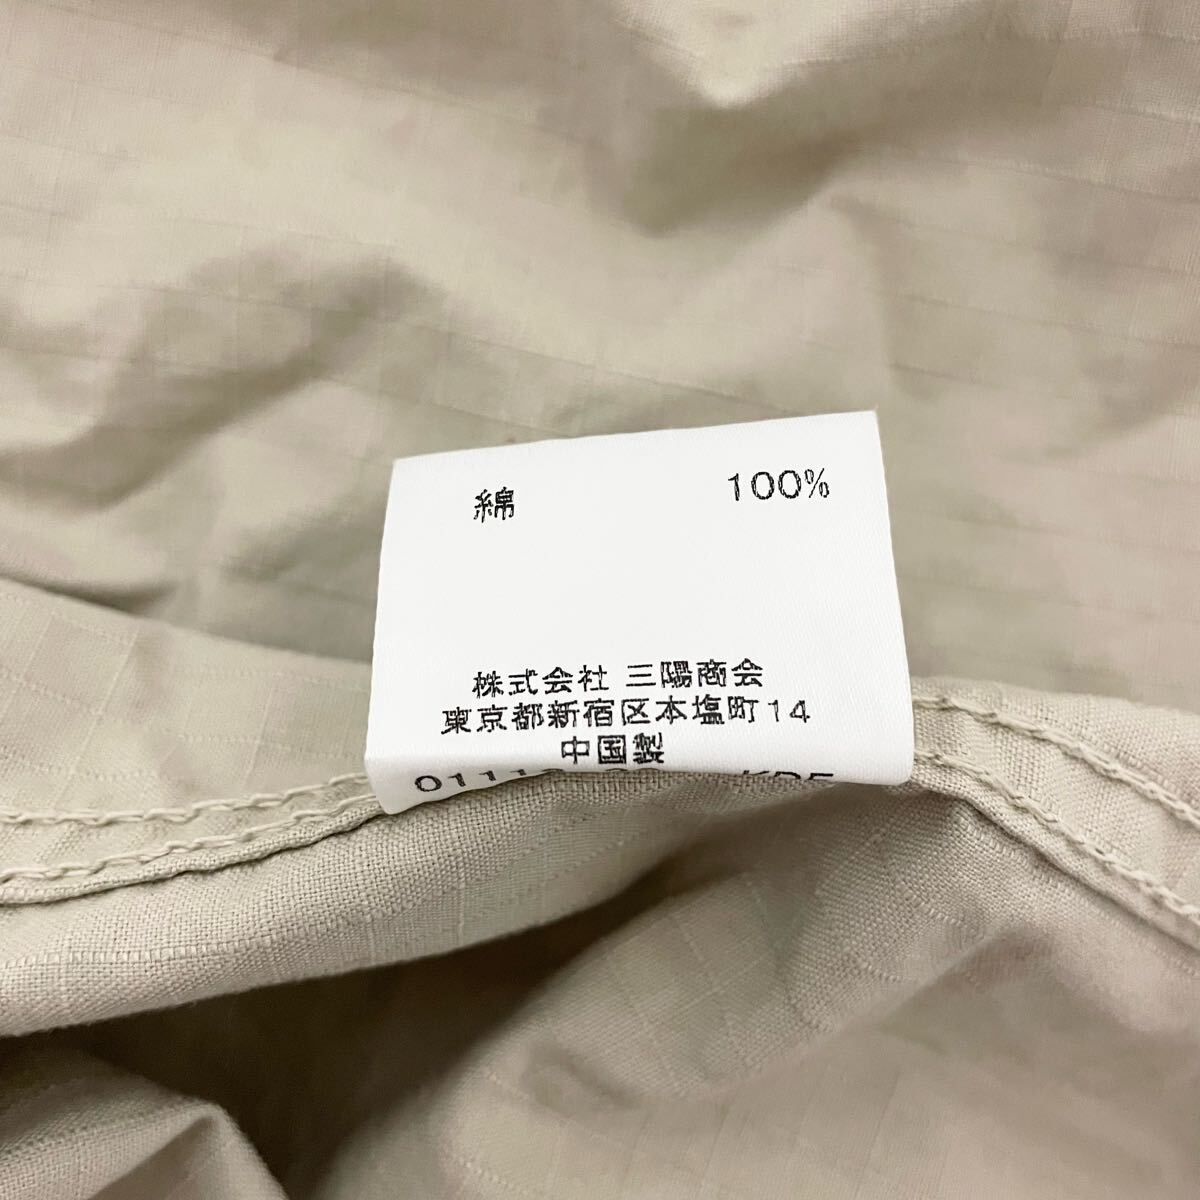 綿 100%
株式会社 三陽商会
東京都新宿区本塩町14
中国製